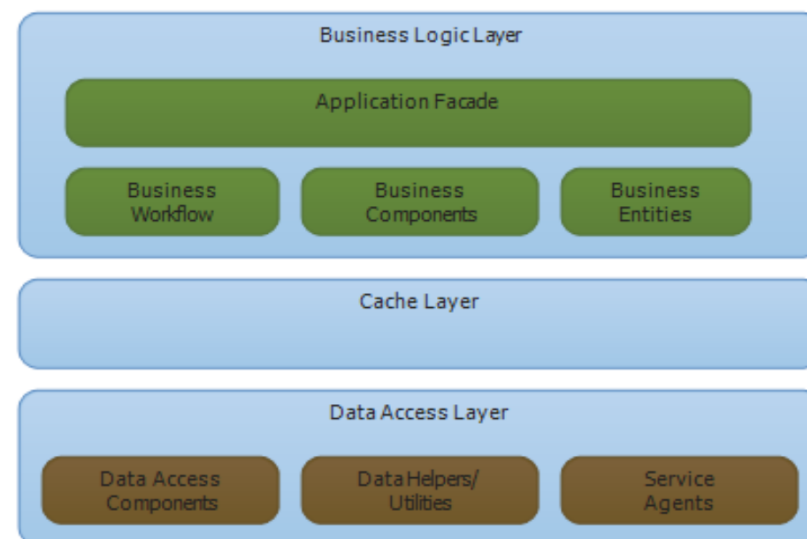 Business Logic Layer
Application Facade
Business Business Business
Workflow Components Entities
Cache Layer
Data Access Layer
Data Access Data Helpers/ Service
Components Utilities Agents